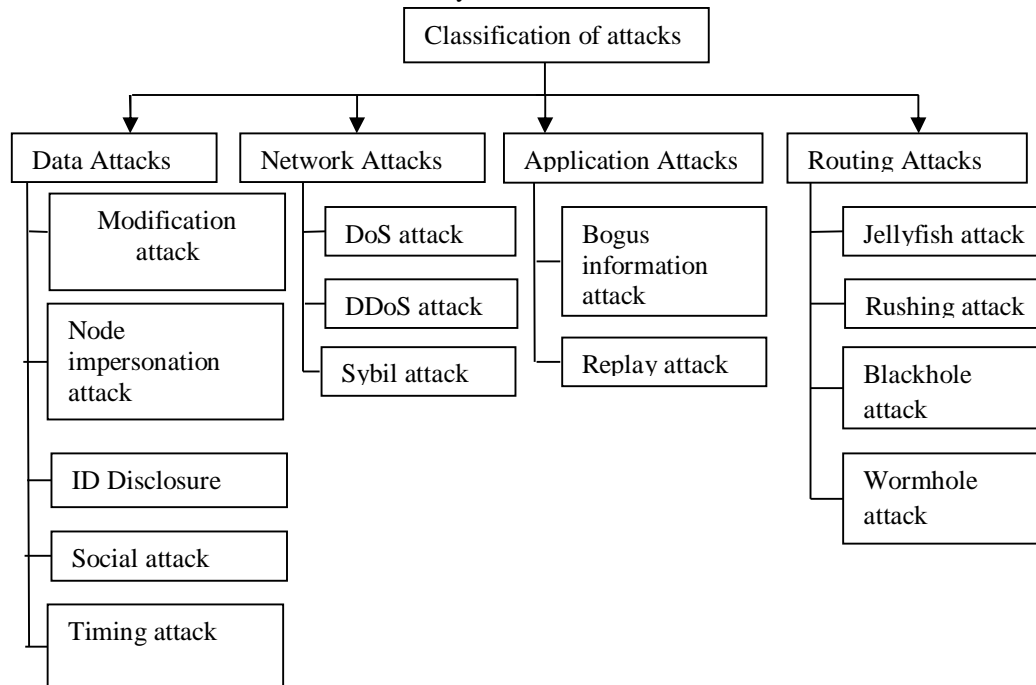 Classification of attacks
Data Attacks
Network Attacks
Application Attacks
Routing Attacks
Modification
attack
Node
impersonation
attack
ID Disclosure
Social attack
Timing attack
DoS attack
DDoS attack
Sybil attack
Bogus
information
attack
Replay attack
Jellyfish attack
Rushing attack
Blackhole
attack
Wormhole
attack